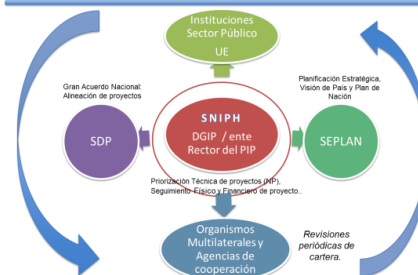 Instituciones
Sector Público
UE
Gran Acuerdo Nacional:
Alineación de proyectos
Planificación Estratégica,
Visión de País y Plan de
Nación
SDP
SNIPH
DGIP / ente
Rector del PIP
SEPLAN
Priorización Técnica de proyectos (NP),
Seguimiento Físico y Financiero de proyecto..
Organismos
Multilaterales y
Agencias de
cooperación
Revisiones
periódicas de
cartera.